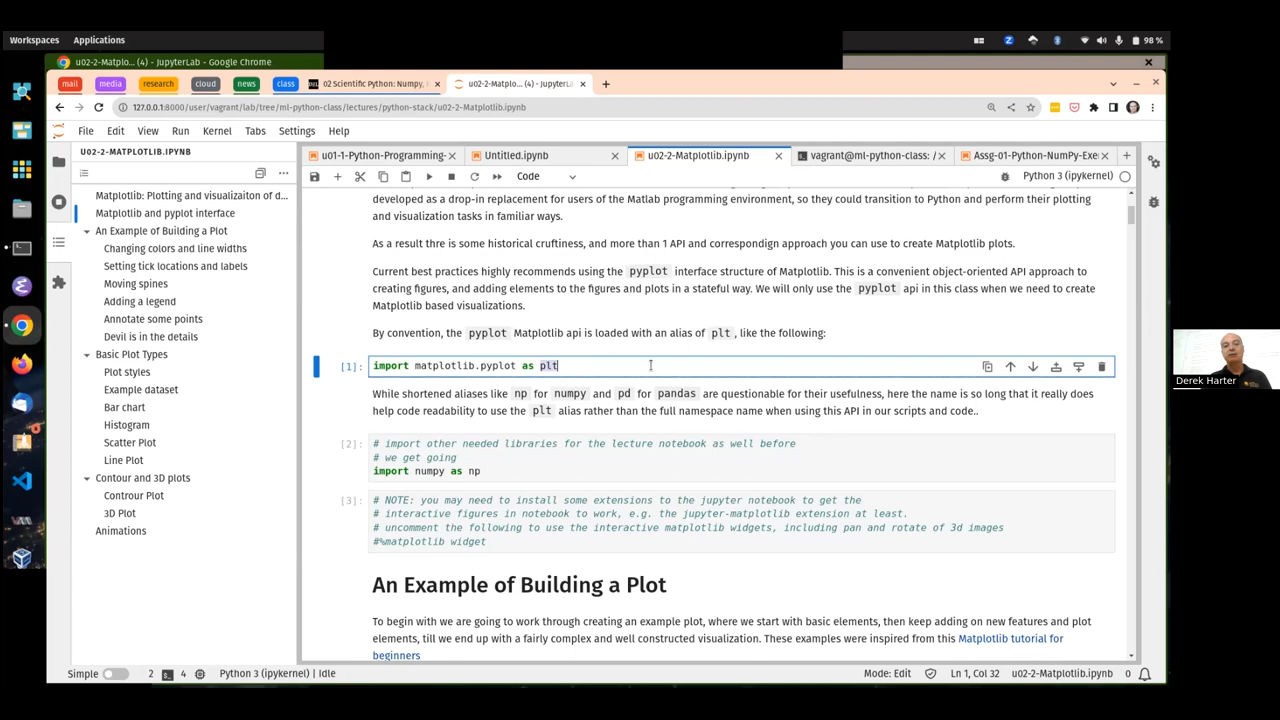 Workspaces Applications
98 %
u02-2-Matplo... (4) - JupyterLab - Google Chrome
mail media research cloud news class 02 Scientific Python: Numpy, u02-2-Matplo... (4) - JupyterLa
127.0.0.1:8000/user/vagrant/lab/tree/ml-python-class/lectures/python-stack/u02-2-Matplotlib.ipynb
File Edit View Run Kernel Tabs Settings Help
U02-2-MATPLOTLIB.IPYNB
u01-1-Python-Programming- Untitled.ipynb u02-2-Matplotlib.ipynb vagrant@ml-python-class: / Assg-01-Python-NumPy-Exe
Code Python 3 (ipykernel)
Matplotlib: Plotting and visualizaiton of d...
Matplotlib and pyplot interface
An Example of Building a Plot
Changing colors and line widths
Setting tick locations and labels
Moving spines
Adding a legend
Annotate some points
Devil is in the details
Basic Plot Types
Plot styles
Example dataset
Bar chart
Histogram
Scatter Plot
Line Plot
Contour and 3D plots
Contour Plot
3D Plot
Animations
developed as a drop-in replacement for users of the Matlab programming environment, so they could transition to Python and perform their plotting
and visualization tasks in familiar ways.
As a result thre is some historical cruftiness, and more than 1 API and correspondign approach you can use to create Matplotlib plots.
Current best practices highly recommends using the pyplot interface structure of Matplotlib. This is a convenient object-oriented API approach to
creating figures, and adding elements to the figures and plots in a stateful way. We will only use the pyplot api in this class when we need to create
Matplotlib based visualizations.
By convention, the pyplot Matplotlib api is loaded with an alias of plt, like the following:
[1]: import matplotlib.pyplot as plt
While shortened aliases like np for numpy and pd for pandas are questionable for their usefulness, here the name is so long that it really does
help code readability to use the plt alias rather than the full namespace name when using this API in our scripts and code..
[2]: # import other needed libraries for the lecture notebook as well before
# we get going
import numpy as np
[3]: # NOTE: you may need to install some extensions to the jupyter notebook to get the
# interactive figures in notebook to work, e.g. the jupyter-matplotlib extension at least.
# uncomment the following to use the interactive matplotlib widgets, including pan and rotate of 3d images
#%matplotlib widget
An Example of Building a Plot
To begin with we are going to work through creating an example plot, where we start with basic elements, then keep adding on new features and plot
elements, till we end up with a fairly complex and well constructed visualization. These examples were inspired from this Matplotlib tutorial for
beginners
Simple 2 4 Python 3 (ipykernel) | Idle Mode: Edit Ln 1, Col 32 u02-2-Matplotlib.ipynb 0
Derek Harter